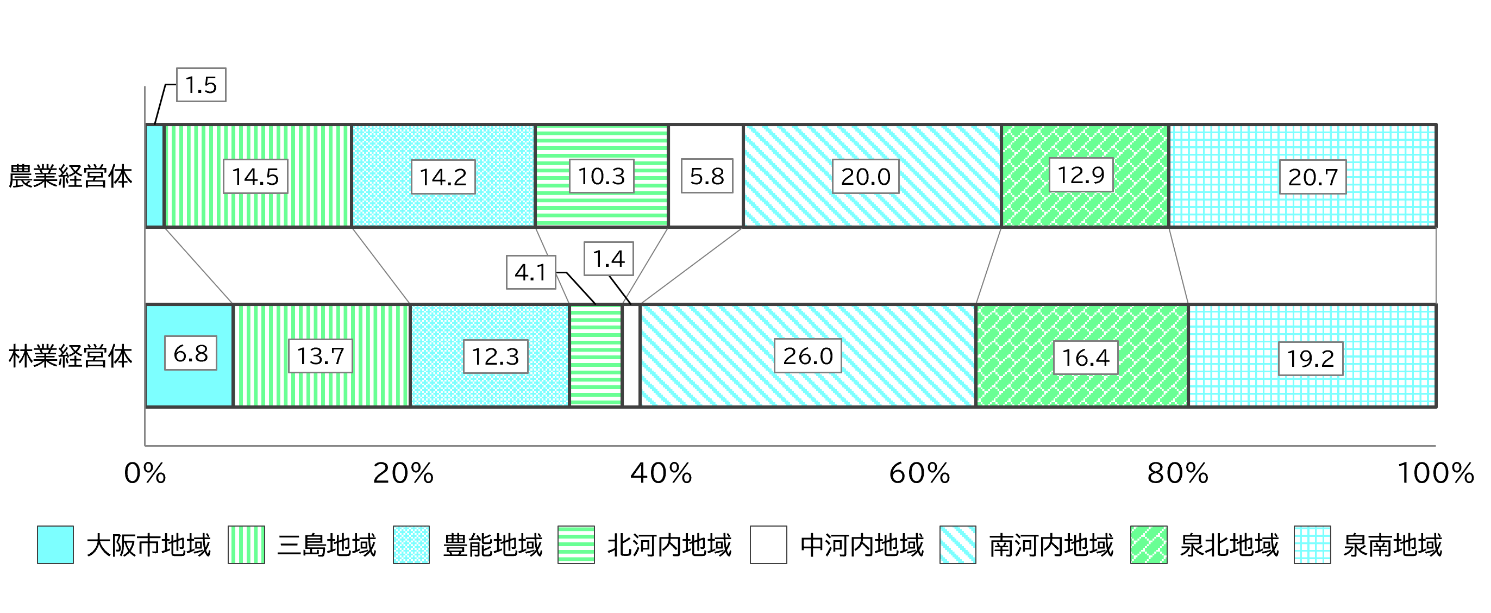 1.5
農業経営体
14.5
14.2
10.3
5.8
20.0
12.9
20.7
4.1
1.4
林業経営体
6.8
13.7
12.3
26.0
16.4
19.2
0%
20%
40%
60%
80%
100%
大阪市地域
三島地域
豊能地域
北河内地域
中河内地域
南河内地域
泉北地域
泉南地域